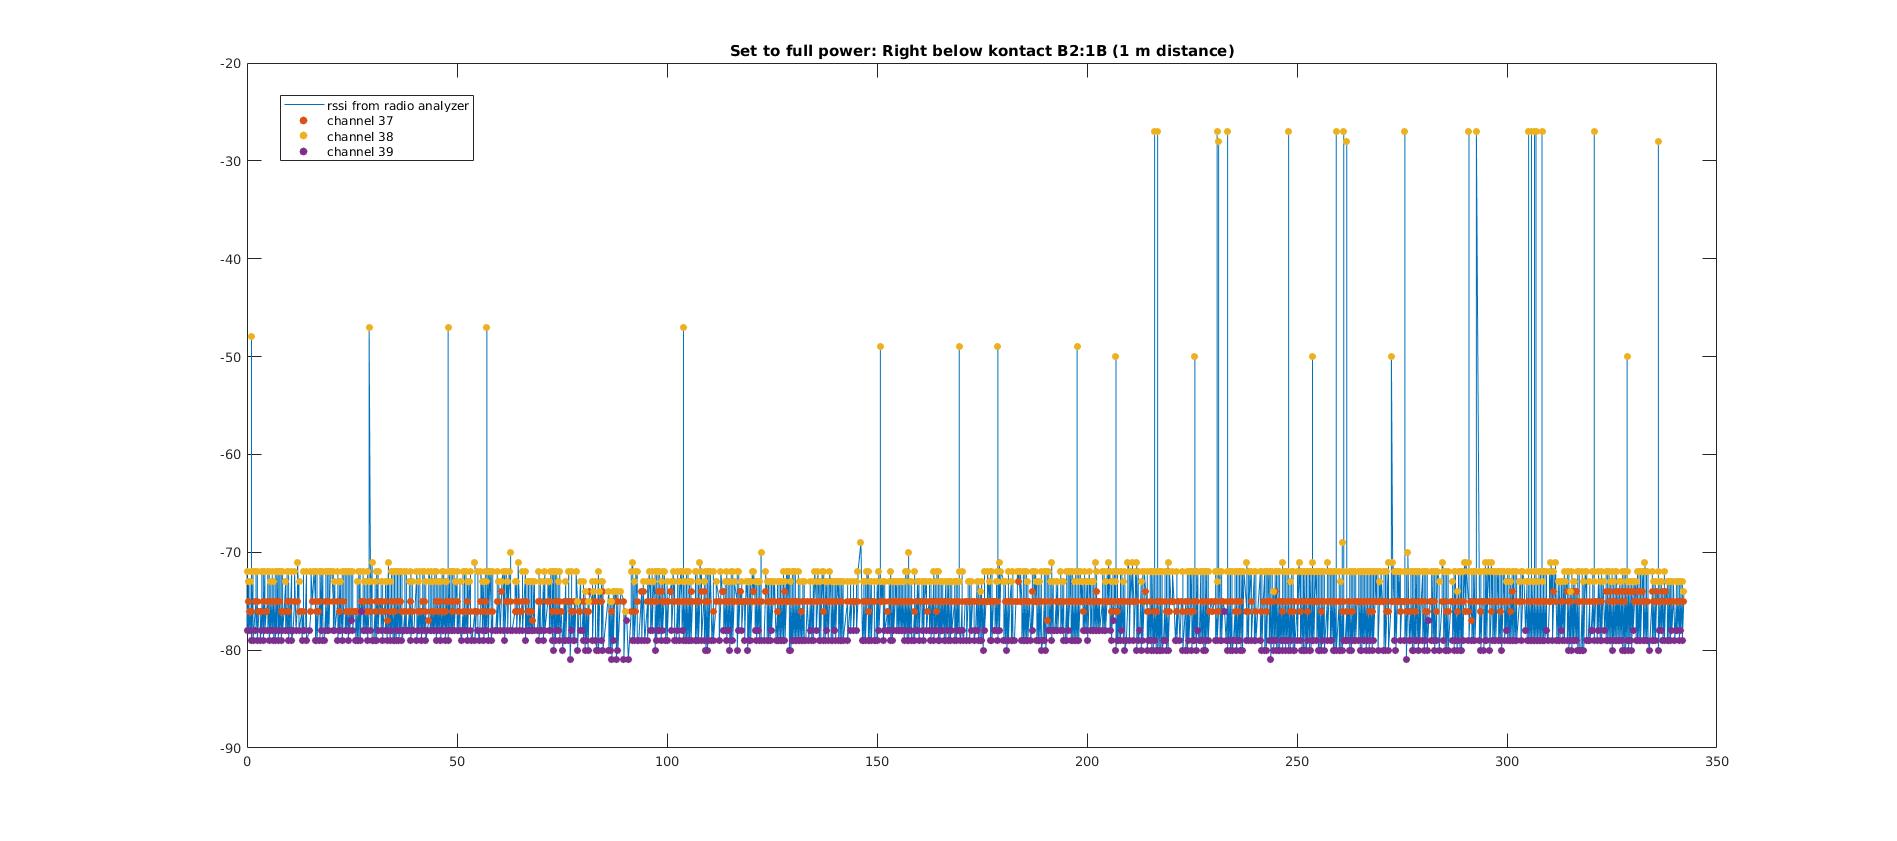 Set to full power: Right below kontact B2:1B (1 m distance)
-20
rssi from radio analyzer
channel 37
channel 38
channel 39
-30
-40
-50
-60
-70
-80
-90
0 50 100 150 200 250 300 350